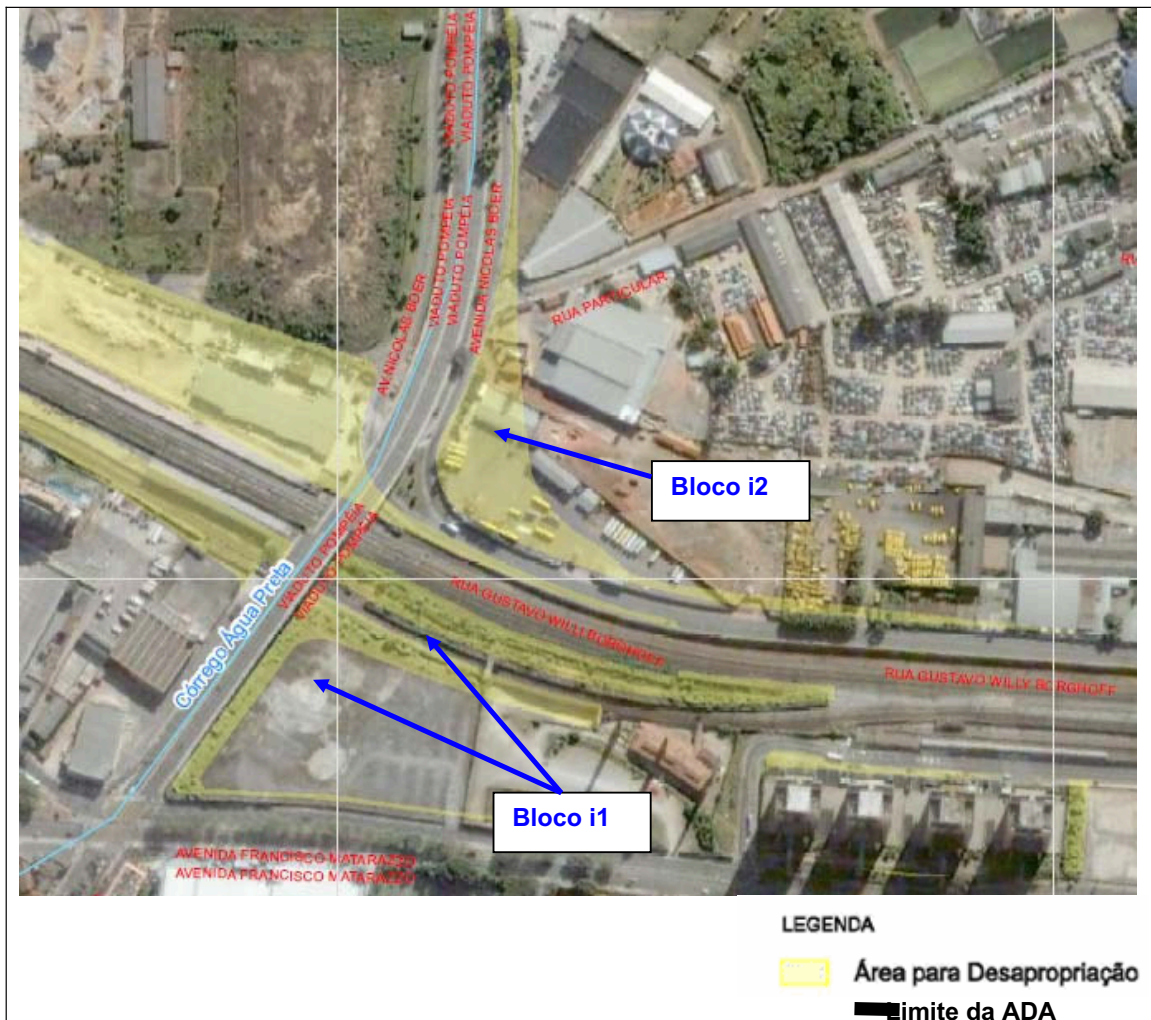 VIADUTO POMPEIA
VIADUTO POMPEIA
VIADUTO POMPEIA
VIADUTO POMPEIA
AV.NICOLAS BOER
AVENIDA NICOLAS BOER
RUA PARTICULAR
Bloco i2
VIADUTO POMPEIA
VIADUTO POMPEIA
Córrego Água Preta
RUA GUSTAVO WILLI BORGHOFF
RUA GUSTAVO WILLY BORGHOFF
Bloco i1
AVENIDA FRANCISCO MATARAZZO
AVENIDA FRANCISCO MATARAZZO
LEGENDA
Área para Desapropriação
Limite da ADA